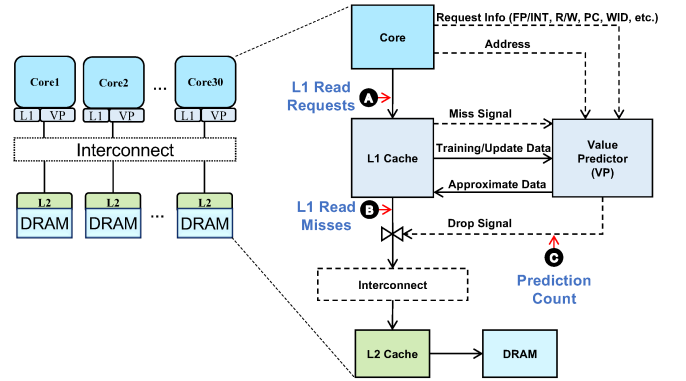 Core1
Core2
...
Core30
L1
VP
L1
VP
L1
VP
Interconnect
L2
DRAM
L2
DRAM
...
L2
DRAM
Core
Request Info (FP/INT, R/W, PC, WID, etc.)
Address
L1 Read
Requests
A
L1 Cache
Miss Signal
Training/Update Data
Approximate Data
Value
Predictor
(VP)
L1 Read
Misses
B
Drop Signal
C
Prediction
Count
Interconnect
L2 Cache
DRAM